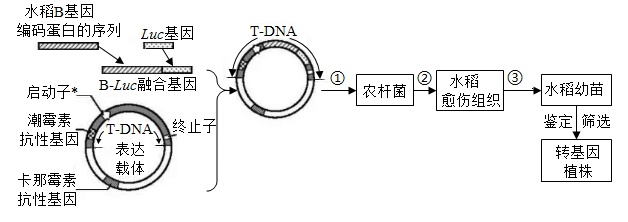 水稻B基因
编码蛋白的序列
Luc基因
B-Luc融合基因
启动子*
潮霉素
抗性基因
T-DNA
表达
载体
终止子
卡那霉素
抗性基因
T-DNA
①
农杆菌
②
水稻
愈伤组织
③
水稻幼苗
鉴定 筛选
转基因
植株